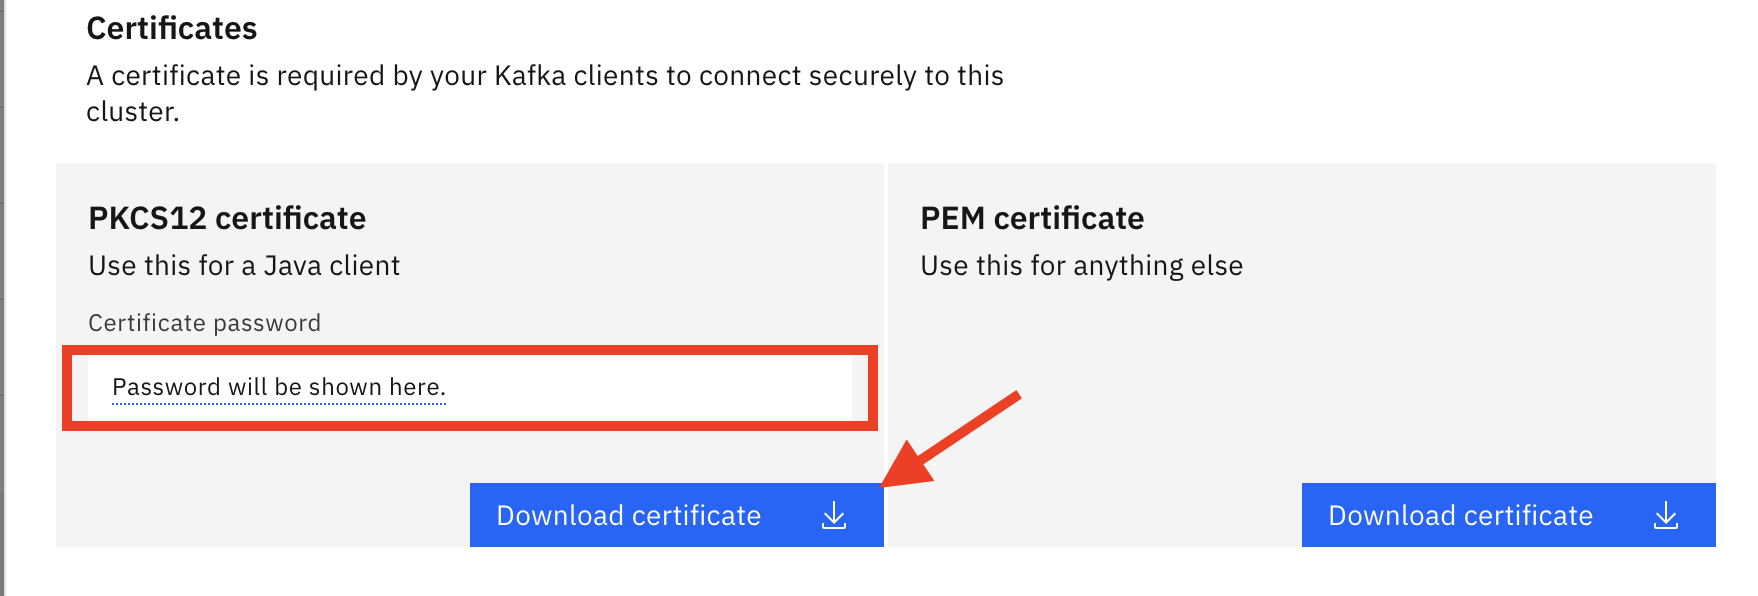 Certificates
A certificate is required by your Kafka clients to connect securely to this
cluster.
PKCS12 certificate
Use this for a Java client
Certificate password
Password will be shown here.
Download certificate
PEM certificate
Use this for anything else
Download certificate